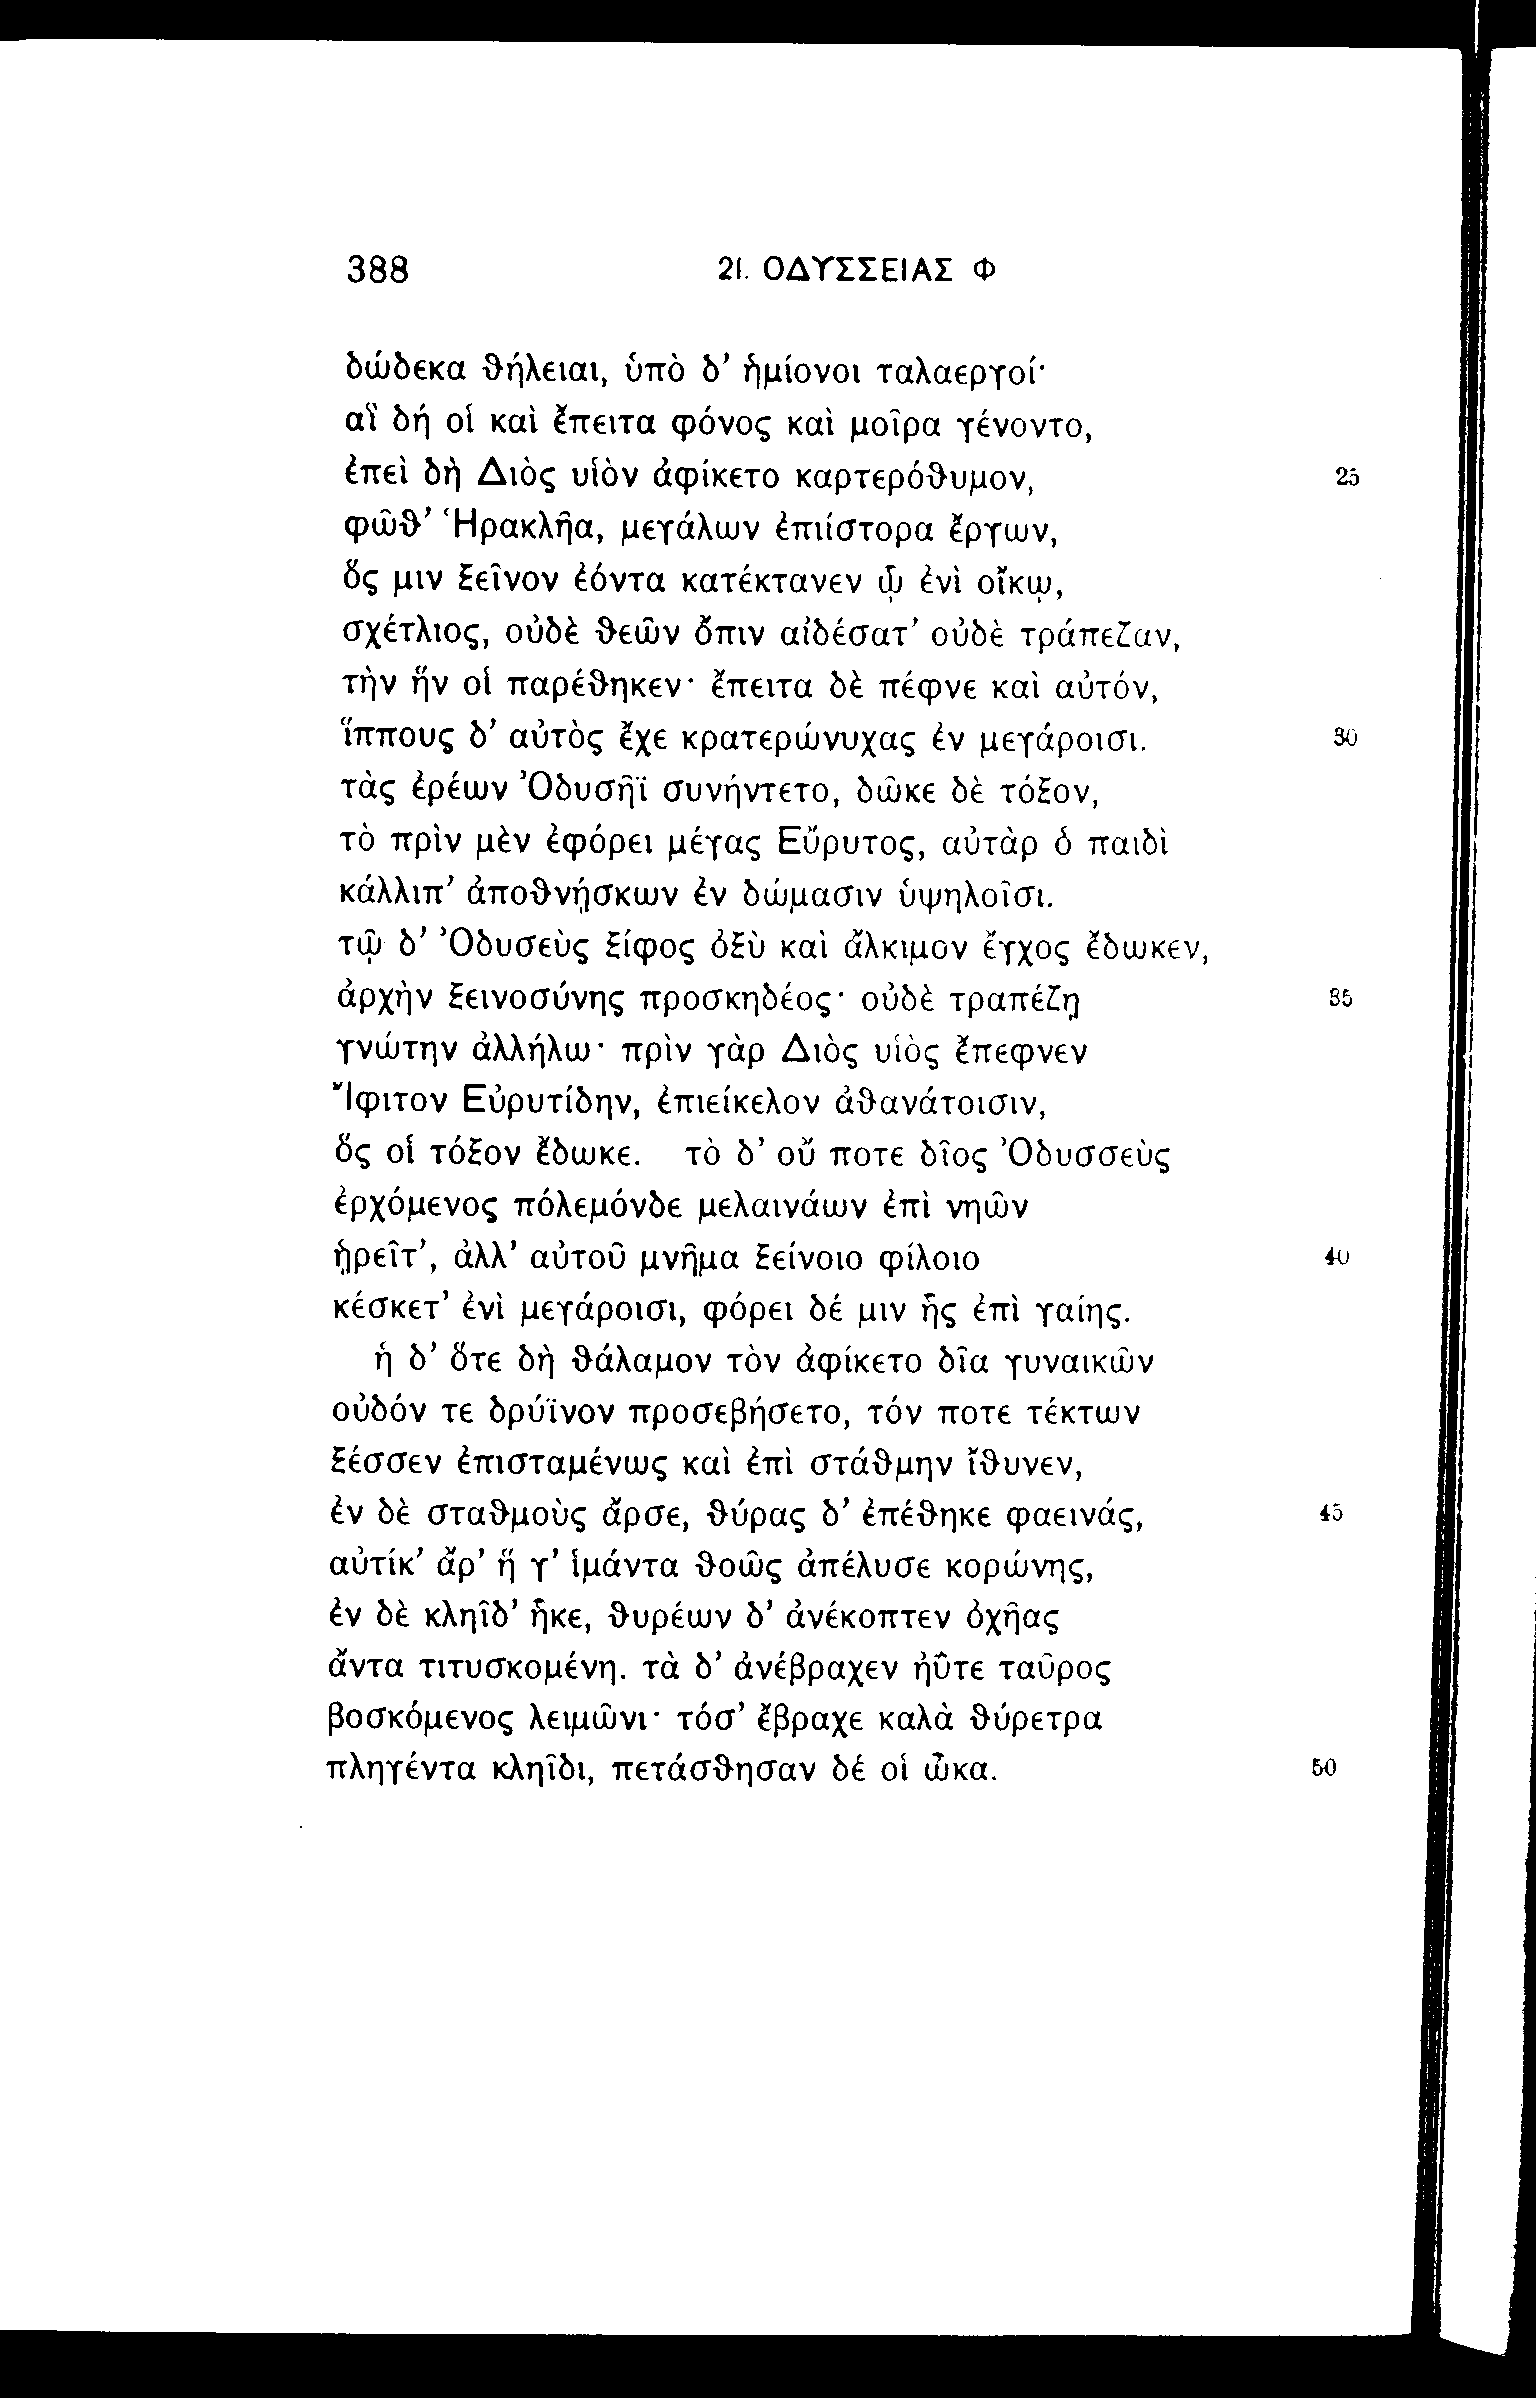 388 21. ΟΔΥΣΣΕΙΑΣ Φ
δώδεκα θήλειαι, ὑπὸ δ’ ἡμίονοι ταλαεργοί·
αἳ δή οἱ καὶ ἔπειτα φόνος καὶ μοῖρα γένοντο,
ἐπεὶ δὴ Διὸς υἱὸν ἀφίκετο καρτερόθυμον, 25
φῶθ’ Ἡρακλῆα, μεγάλων ἐπιίστορα ἔργων,
ὅς μιν ξεῖνον ἐόντα κατέκτανεν ᾧ ἐνὶ οἴκῳ,
σχέτλιος, οὐδὲ θεῶν ὄπιν αἰδέσατ’ οὐδὲ τράπεζαν,
τὴν ἥν οἱ παρέθηκεν· ἔπειτα δὲ πέφνε καὶ αὐτόν,
ἵππους δ’ αὐτὸς ἔχε κρατερώνυχας ἐν μεγάροισι. 30
τὰς ἐρέων Ὀδυσῆϊ συνήντετο, δῶκε δὲ τόξον,
τὸ πρὶν μὲν ἐφόρει μέγας Εὔρυτος, αὐτὰρ ὁ παιδὶ
κάλλιπ’ ἀποθνῄσκων ἐν δώμασιν ὑψηλοῖσι.
τῷ δ’ Ὀδυσεὺς ξίφος ὀξὺ καὶ ἄλκιμον ἔγχος ἔδωκεν,
ἀρχὴν ξεινοσύνης προσκηδέος· οὐδὲ τραπέζῃ 35
γνώτην ἀλλήλω· πρὶν γὰρ Διὸς υἱὸς ἔπεφνεν
Ἴφιτον Εὐρυτίδην, ἐπιείκελον ἀθανάτοισιν,
ὅς οἱ τόξον ἔδωκε. τὸ δ’ οὔ ποτε δῖος Ὀδυσσεὺς
ἐρχόμενος πόλεμόνδε μελαινάων ἐπὶ νηῶν
ᾑρεῖτ’, ἀλλ’ αὐτοῦ μνῆμα ξείνοιο φίλοιο 40
κέσκετ’ ἐνὶ μεγάροισι, φόρει δέ μιν ἧς ἐπὶ γαίης.
ἡ δ’ ὅτε δὴ θάλαμον τὸν ἀφίκετο δῖα γυναικῶν
οὐδόν τε δρύϊνον προσεβήσετο, τόν ποτε τέκτων
ξέσσεν ἐπισταμένως καὶ ἐπὶ στάθμην ἴθυνεν,
ἐν δὲ σταθμοὺς ἄρσε, θύρας δ’ ἐπέθηκε φαεινάς, 45
αὐτίκ’ ἄρ’ ἥ γ’ ἱμάντα θοῶς ἀπέλυσε κορώνης,
ἐν δὲ κληῖδ’ ἧκε, θυρέων δ’ ἀνέκοπτεν ὀχῆας
ἄντα τιτυσκομένη. τὰ δ’ ἀνέβραχεν ἠΰτε ταῦρος
βοσκόμενος λειμῶνι· τόσ’ ἔβραχε καλὰ θύρετρα
πληγέντα κληῖδι, πετάσθησαν δέ οἱ ὦκα. 50